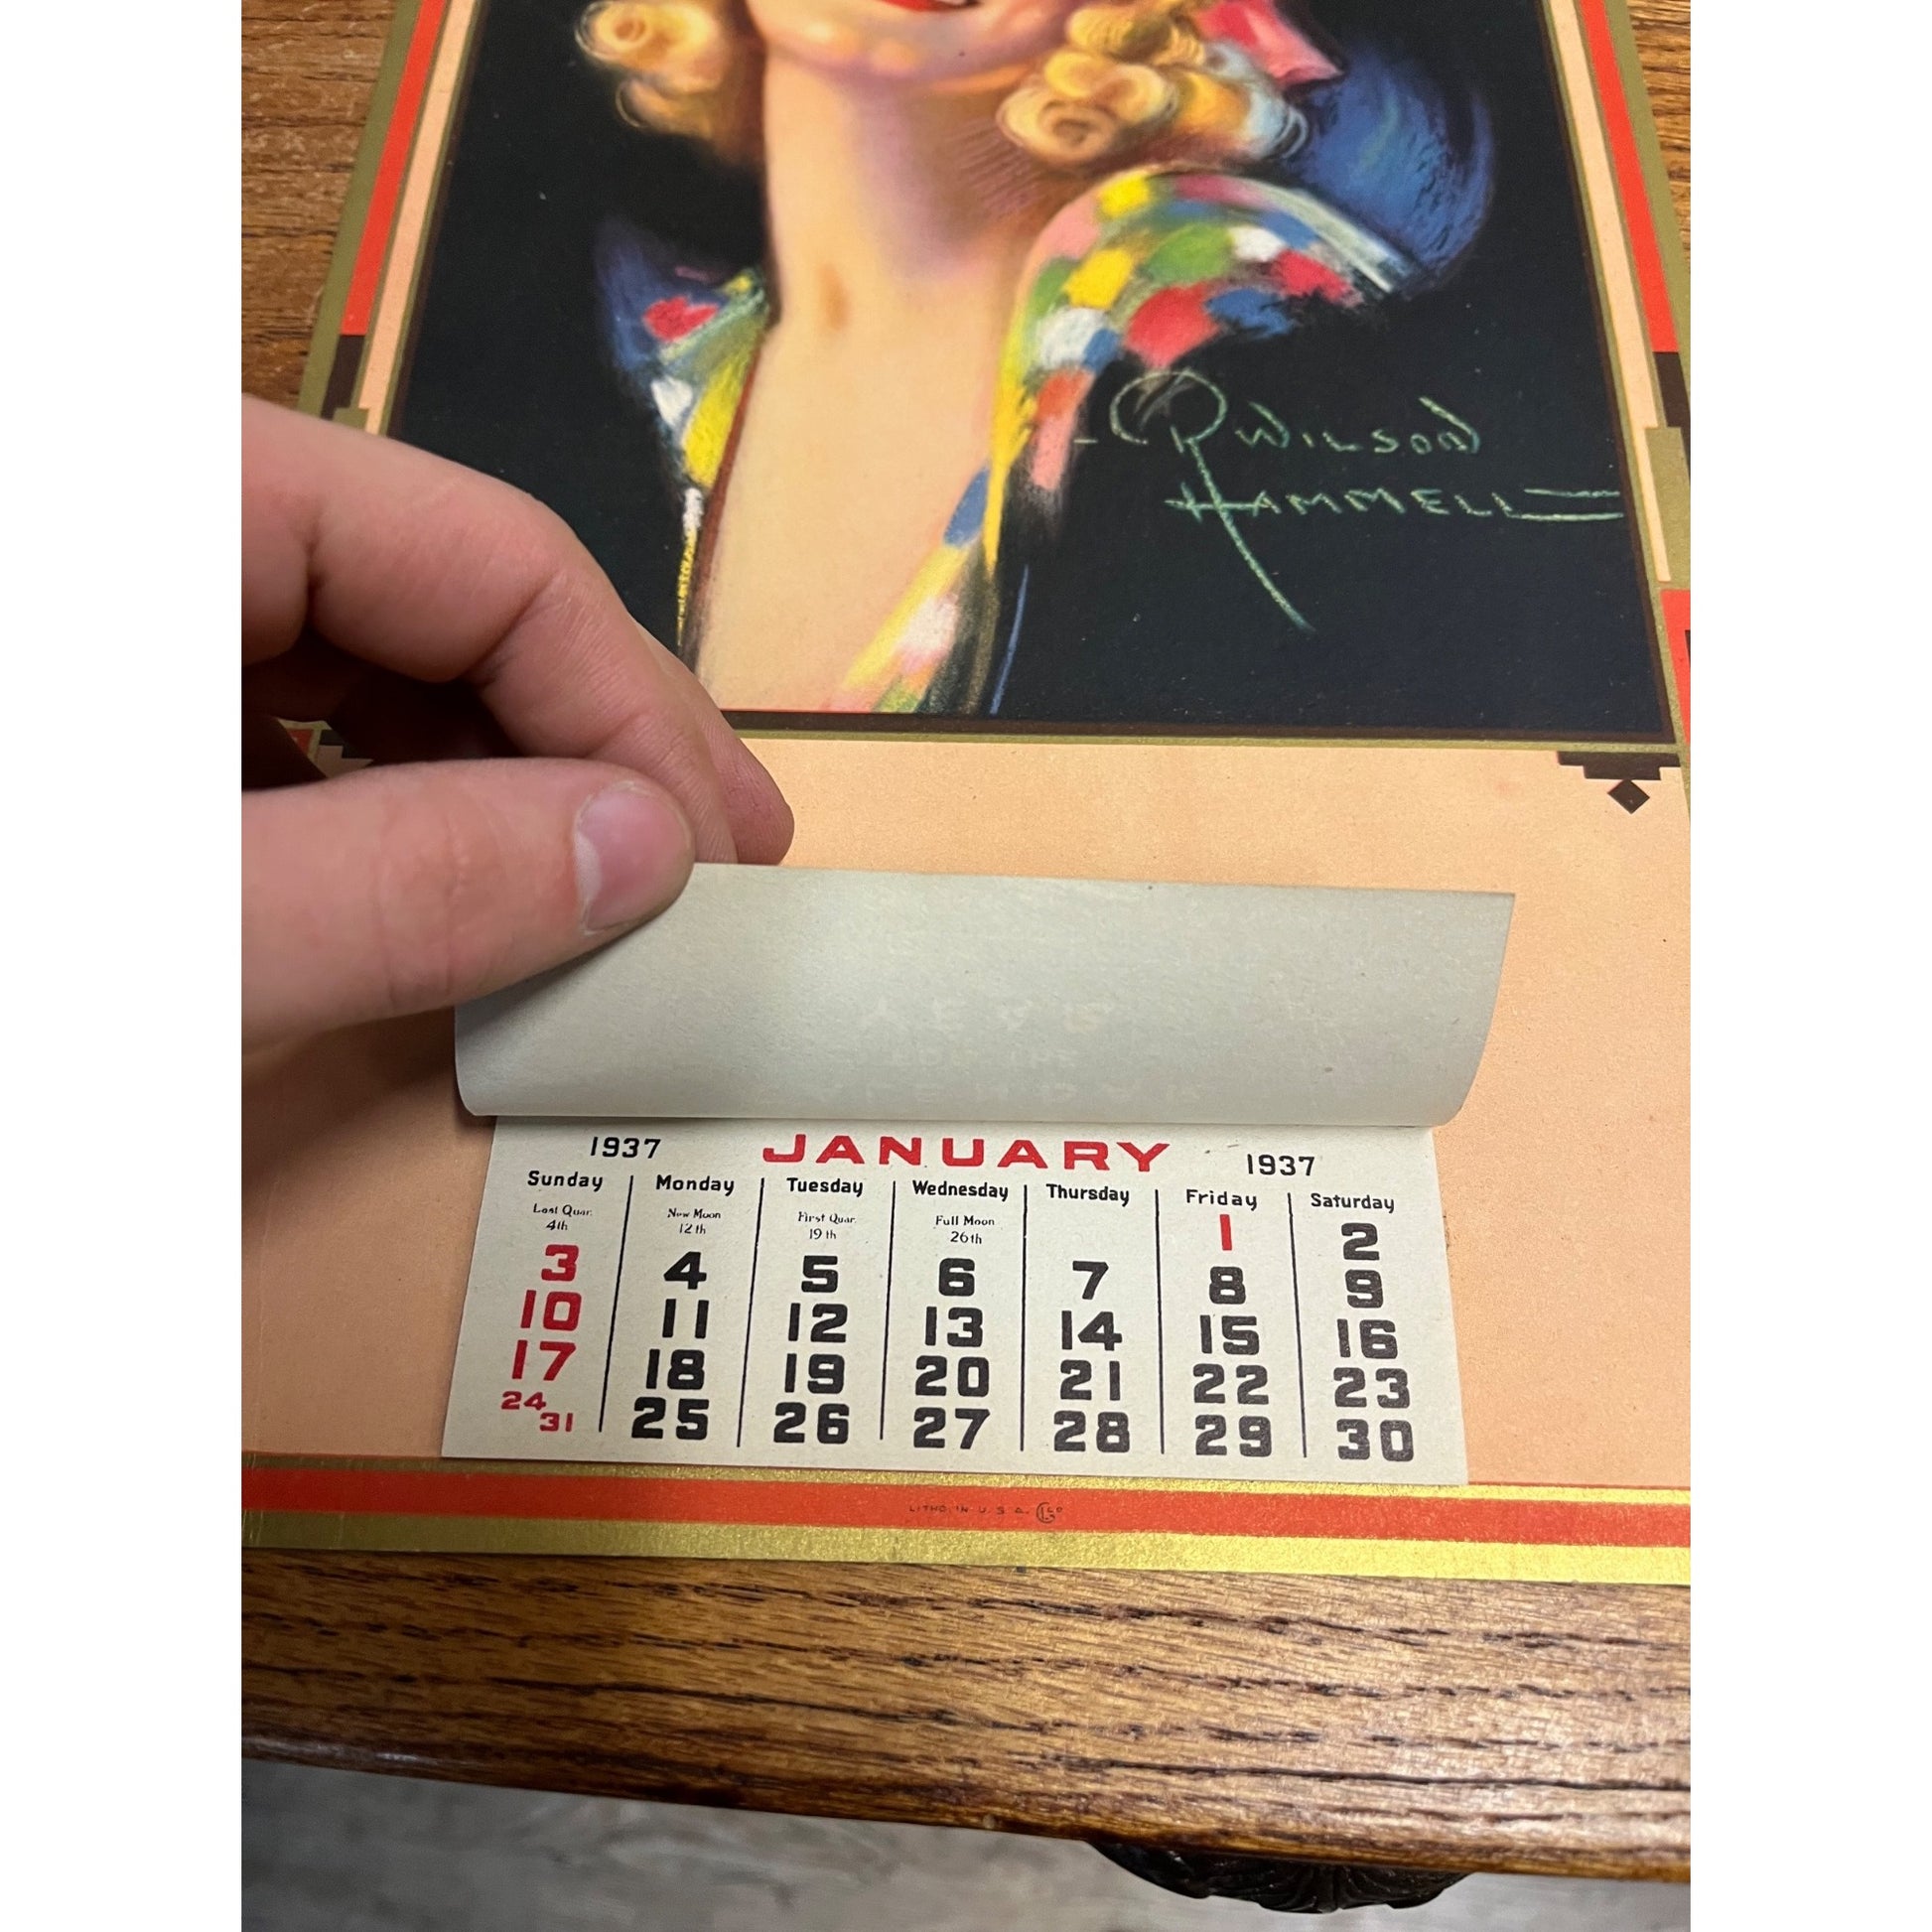 R Wilson
Hammell
1937 JANUARY 1937
Sunday Monday Tuesday Wednesday Thursday Friday Saturday
Last Quar. 4th New Moon 12th First Quar. 19th Full Moon 26th 1 2
3 4 5 6 7 8 9
10 11 12 13 14 15 16
17 18 19 20 21 22 23
24 31 25 26 27 28 29 30
LITHO. IN U. S. A.